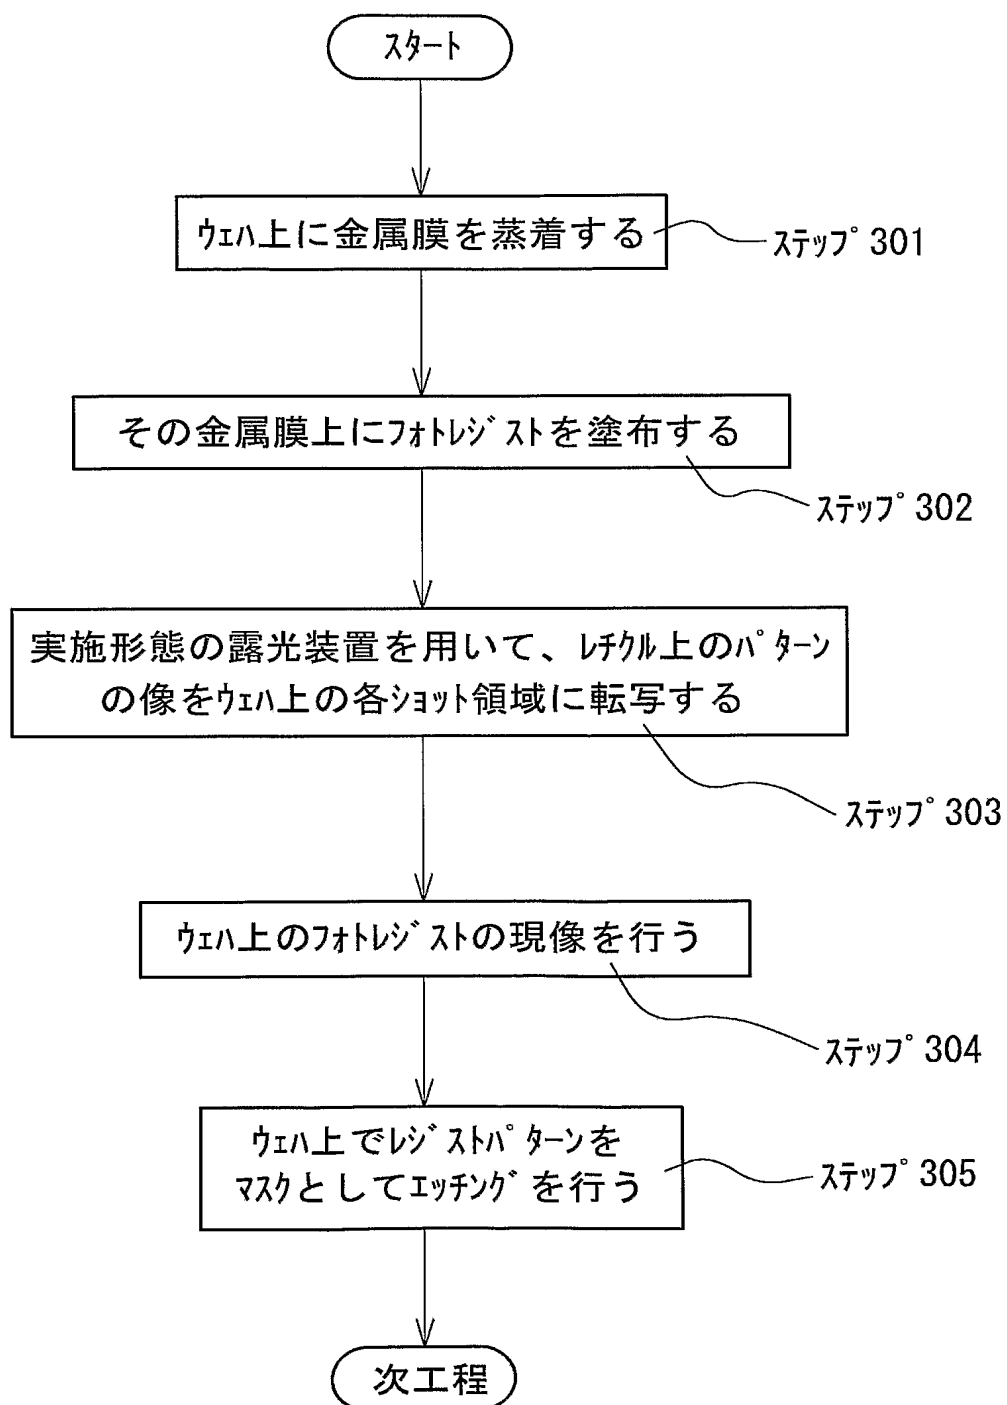 スタート
ウェハ上に金属膜を蒸着する
ステップ301
その金属膜上にフォトレジストを塗布する
ステップ302
実施形態の露光装置を用いて、レチクル上のパターン
の像をウェハ上の各ショット領域に転写する
ステップ303
ウェハ上のフォトレジストの現像を行う
ステップ304
ウェハ上でレジストパターンを
マスクとしてエッチングを行う
ステップ305
次工程